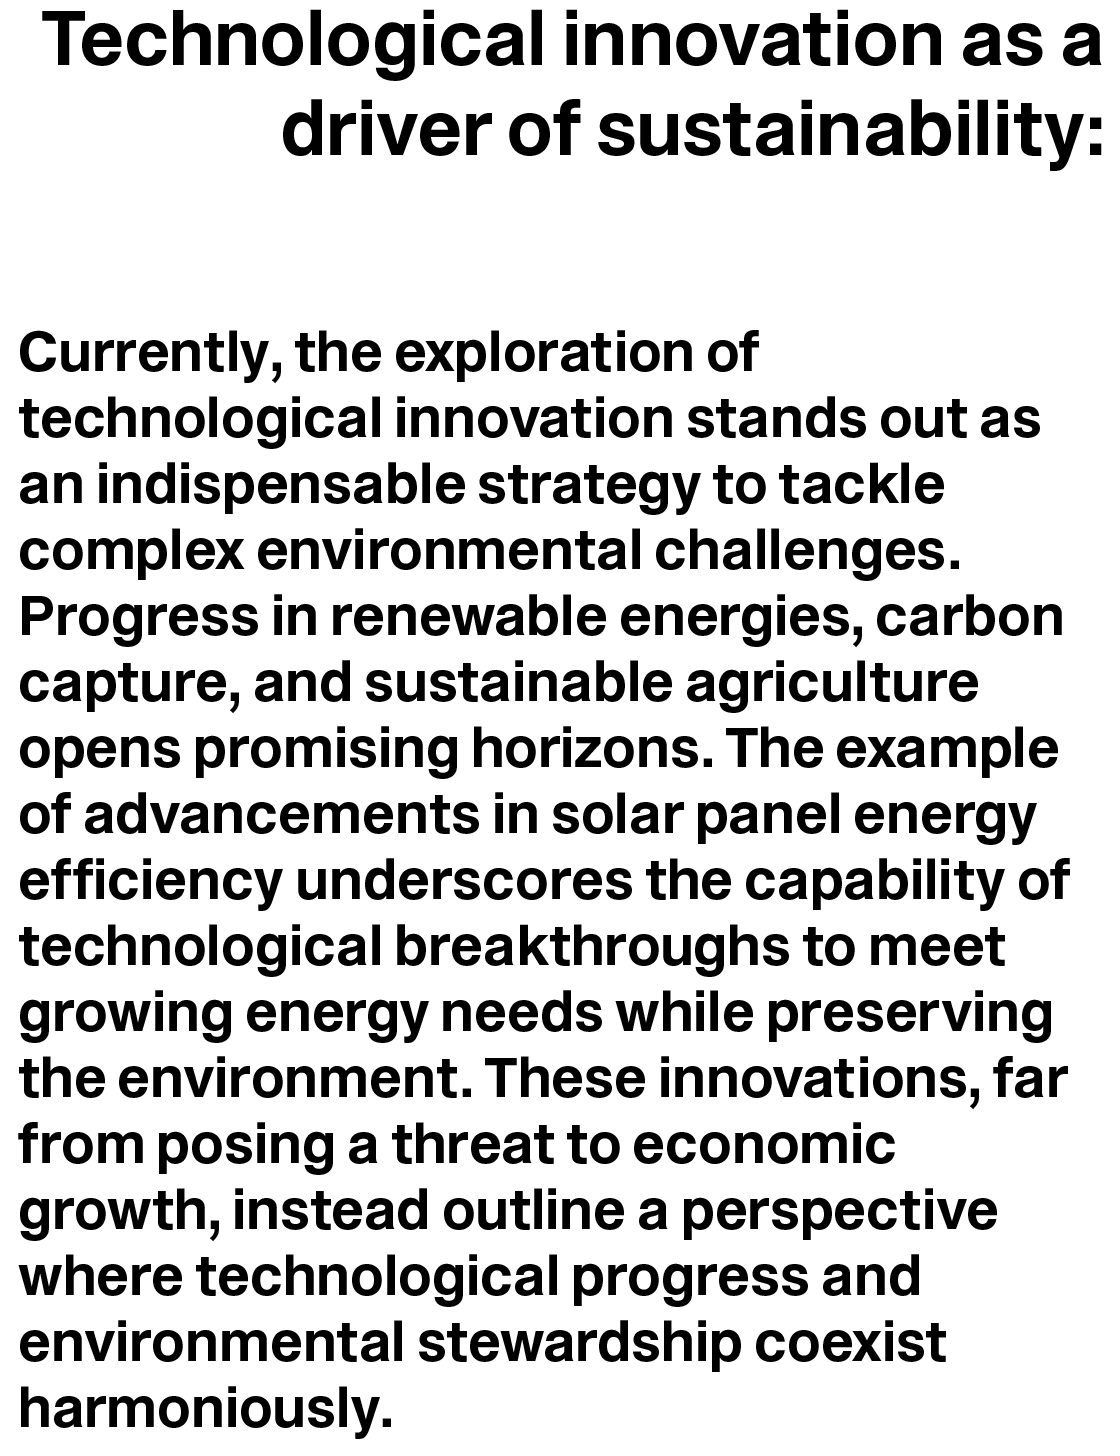 Technological innovation as a
driver of sustainability:
Currently, the exploration of
technological innovation stands out as
an indispensable strategy to tackle
complex environmental challenges.
Progress in renewable energies, carbon
capture, and sustainable agriculture
opens promising horizons. The example
of advancements in solar panel energy
efficiency underscores the capability of
technological breakthroughs to meet
growing energy needs while preserving
the environment. These innovations, far
from posing a threat to economic
growth, instead outline a perspective
where technological progress and
environmental stewardship coexist
harmoniously.